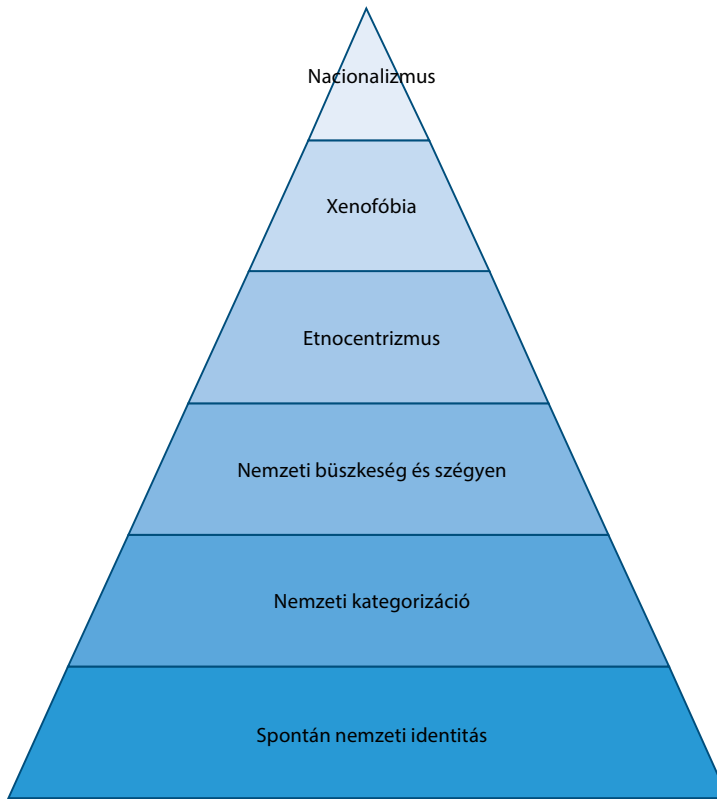 Nacionalizmus
Xenofóbia
Etnocentrizmus
Nemzeti büszkeség és szégyen
Nemzeti kategorizáció
Spontán nemzeti identitás